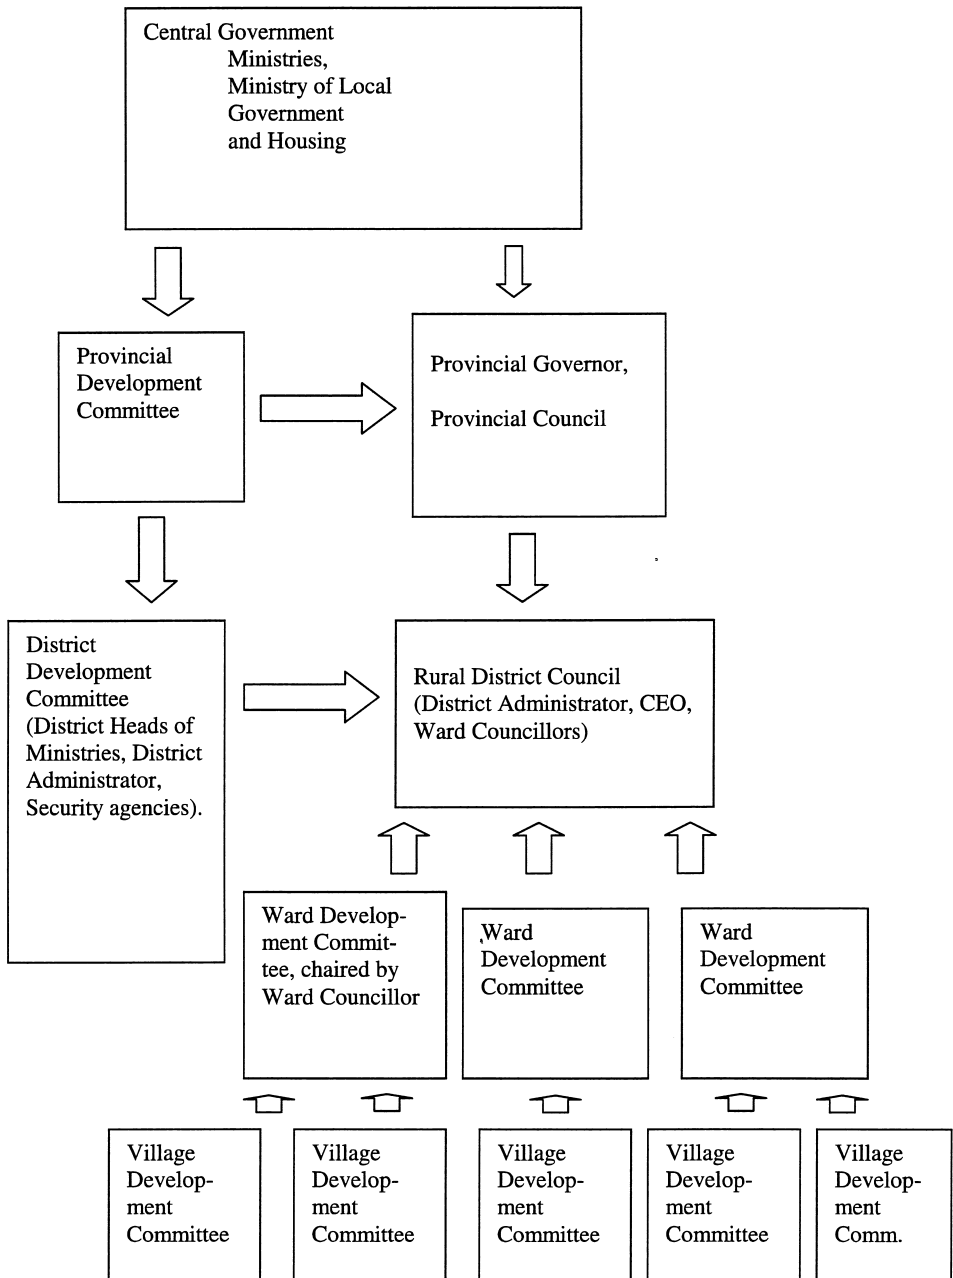 Central Government
Ministries,
Ministry of Local
Government
and Housing
Provincial
Development
Committee
Provincial Governor,
Provincial Council
District
Development
Committee
(District Heads of
Ministries, District
Administrator,
Security agencies).
Rural District Council
(District Administrator, CEO,
Ward Councillors)
Ward Develop-
ment Commit-
tee, chaired by
Ward Councillor
Ward
Development
Committee
Ward
Development
Committee
Village
Develop-
ment
Committee
Village
Develop-
ment
Committee
Village
Develop-
ment
Committee
Village
Develop-
ment
Committee
Village
Develop-
ment
Comm.